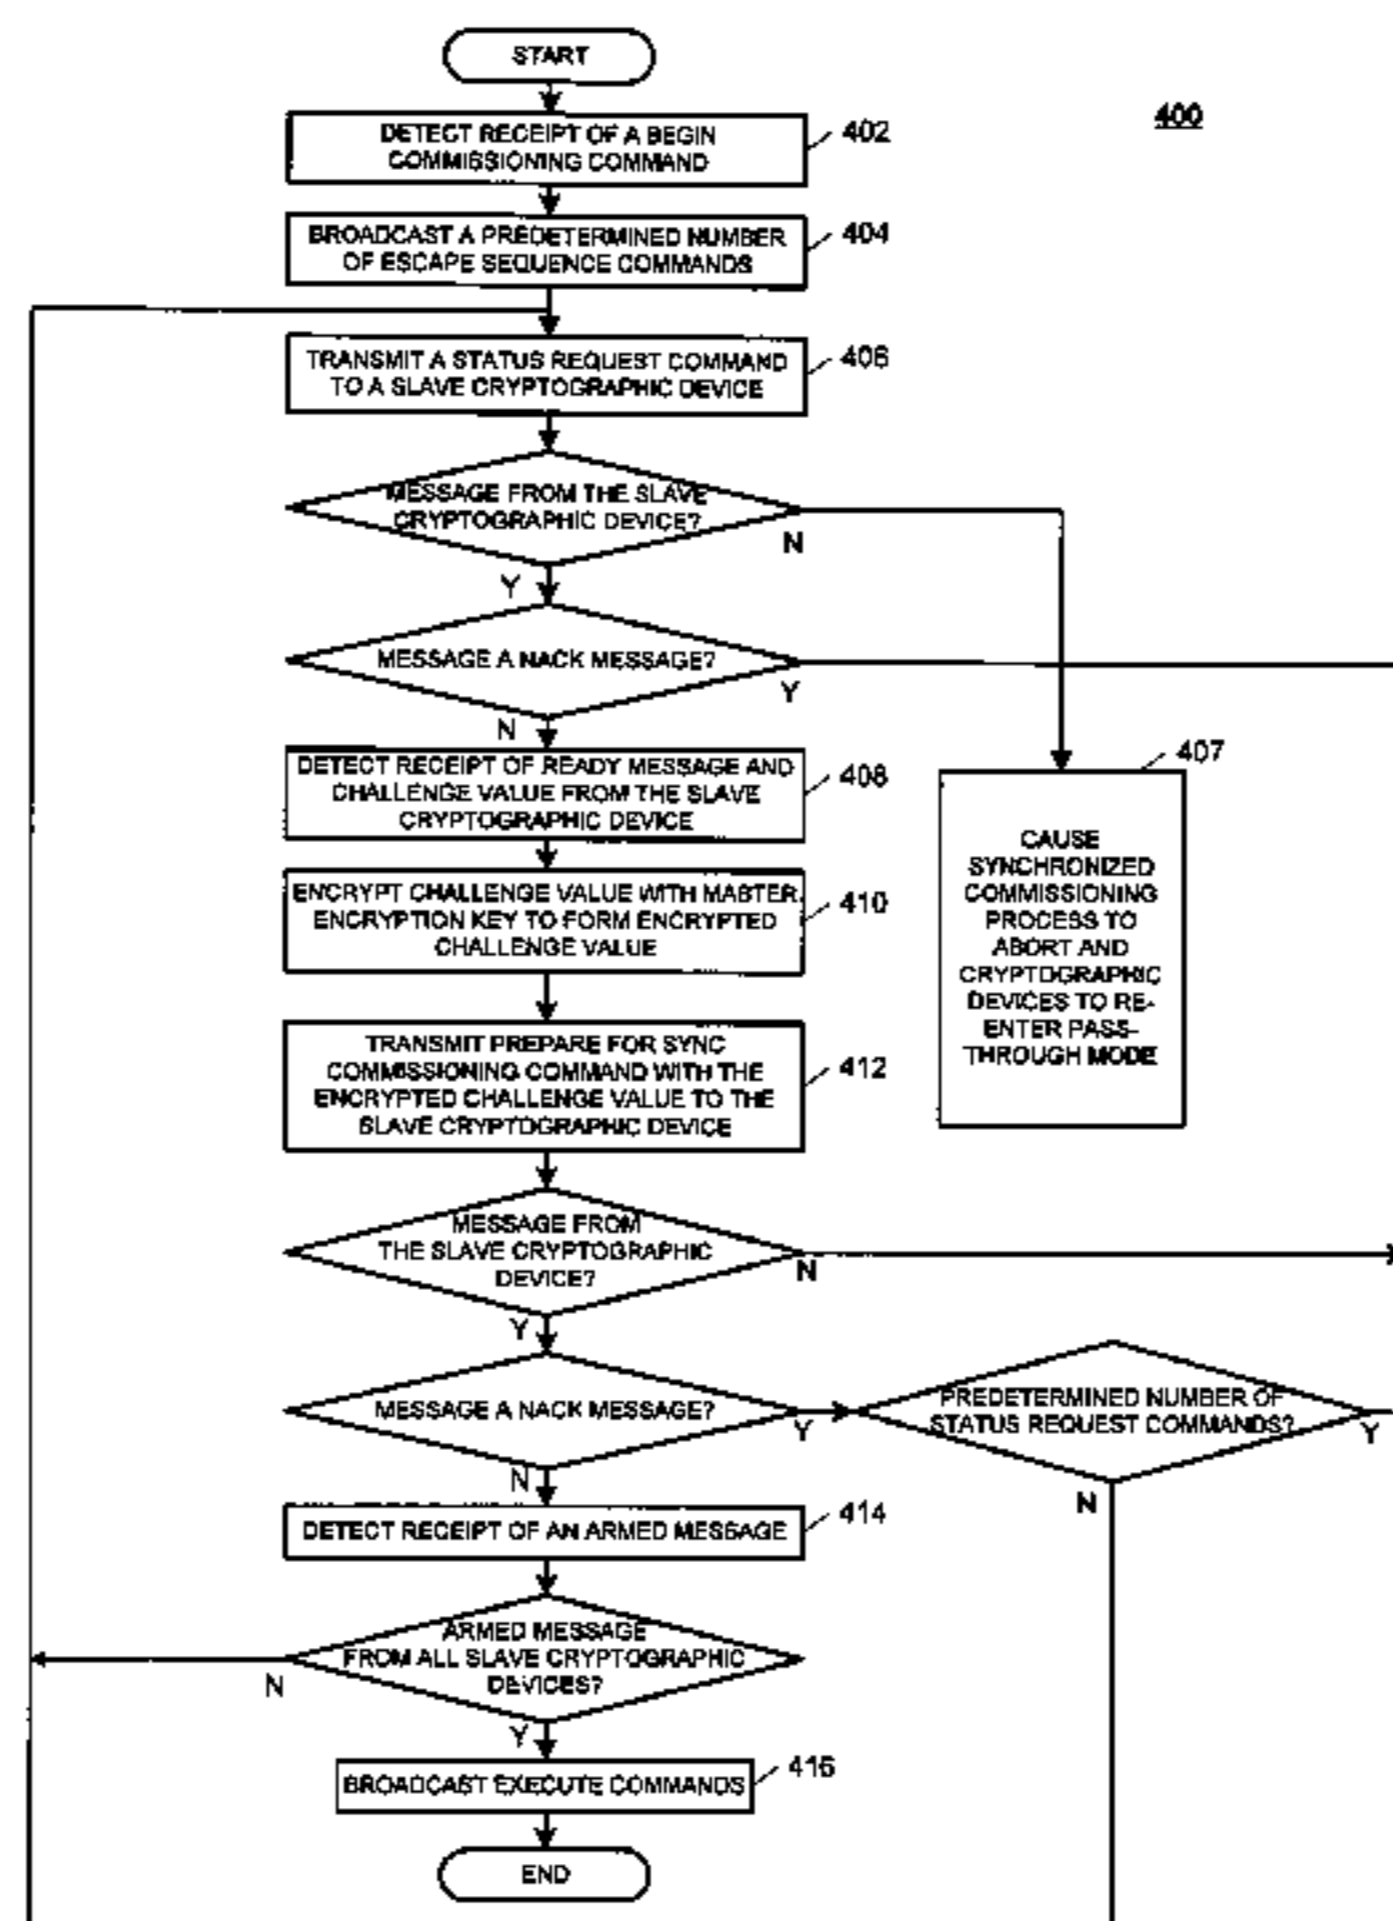 START
400
DETECT RECEIPT OF A BEGIN
COMMISSIONING COMMAND
402
BROADCAST A PREDETERMINED NUMBER
OF ESCAPE SEQUENCE COMMANDS
404
TRANSMIT A STATUS REQUEST COMMAND
TO A SLAVE CRYPTOGRAPHIC DEVICE
406
MESSAGE FROM THE SLAVE
CRYPTOGRAPHIC DEVICE?
N
Y
MESSAGE A NACK MESSAGE?
Y
N
DETECT RECEIPT OF READY MESSAGE AND
CHALLENGE VALUE FROM THE SLAVE
CRYPTOGRAPHIC DEVICE
408
407
CAUSE
SYNCHRONIZED
COMMISSIONING
PROCESS TO
ABORT AND
CRYPTOGRAPHIC
DEVICES TO RE-
ENTER PASS-
THROUGH MODE
ENCRYPT CHALLENGE VALUE WITH MASTER
ENCRYPTION KEY TO FORM ENCRYPTED
CHALLENGE VALUE
410
TRANSMIT PREPARE FOR SYNC
COMMISSIONING COMMAND WITH THE
ENCRYPTED CHALLENGE VALUE TO THE
SLAVE CRYPTOGRAPHIC DEVICE
412
MESSAGE FROM
THE SLAVE CRYPTOGRAPHIC
DEVICE?
N
Y
MESSAGE A NACK MESSAGE?
Y
N
PREDETERMINED NUMBER OF
STATUS REQUEST COMMANDS?
Y
N
DETECT RECEIPT OF AN ARMED MESSAGE
414
ARMED MESSAGE
FROM ALL SLAVE CRYPTOGRAPHIC
DEVICES?
N
Y
BROADCAST EXECUTE COMMANDS
416
END